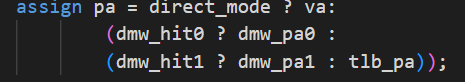 assign pa = direct_mode ? va:
(dmw_hit0 ? dmw_pa0 :
(dmw_hit1 ? dmw_pa1 : tlb_pa));